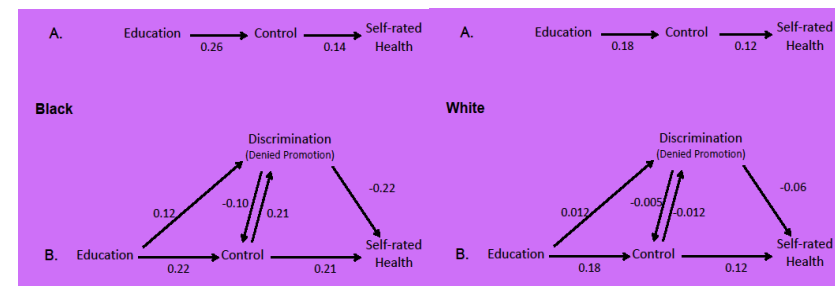 A. Education Control Self-rated
Health
0.26 0.14
Black
Discrimination
(Denied Promotion)
-0.22
-0.10
0.12 0.21
B. Education Control Self-rated
Health
0.22 0.21
A. Education Control Self-rated
Health
0.18 0.12
White
Discrimination
(Denied Promotion)
-0.06
-0.005
0.012 -0.012
B. Education Control Self-rated
Health
0.18 0.12